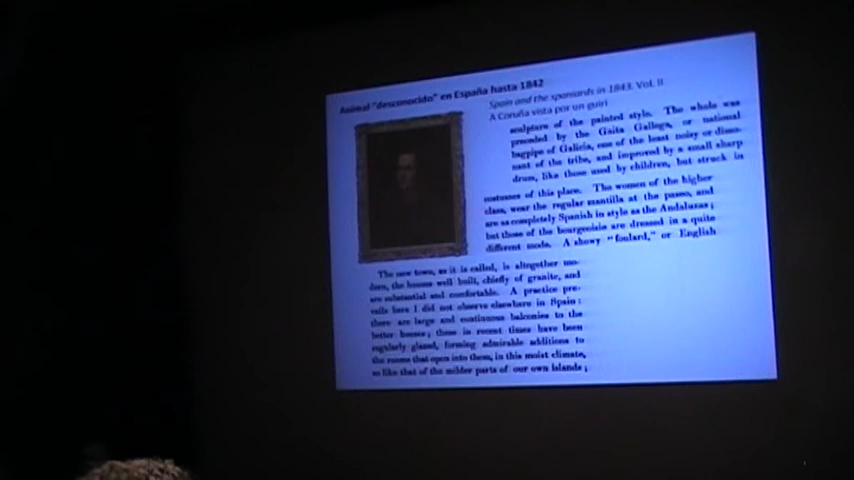 Animal "desconocido" en España hasta 1842
Spain and the spaniards in 1843. Vol. II
A Coruña vista por un guiri
sculpture of the painted style. The whole was
preceded by the Gaita Gallega, or national
bagpipe of Galicia, one of the least noisy or disso-
nant of the tribe, and improved by a small sharp
drum, like those used by children, but struck in
costumes of this place. The women of the higher
class, wear the regular mantilla at the paseo, and
are as completely Spanish in style as the Andaluzas;
but those of the bourgeoisie are dressed in a quite
different mode. A showy "foulard," or English
The new town, as it is called, is altogether mo-
dern, the houses well built, chiefly of granite, and
are substantial and comfortable. A practice pre-
vails here I did not observe elsewhere in Spain:
there are large and continuous balconies to the
better houses; these in recent times have been
regularly glazed, forming admirable additions to
the rooms that open into them, in this moist climate,
so like that of the milder parts of our own islands;